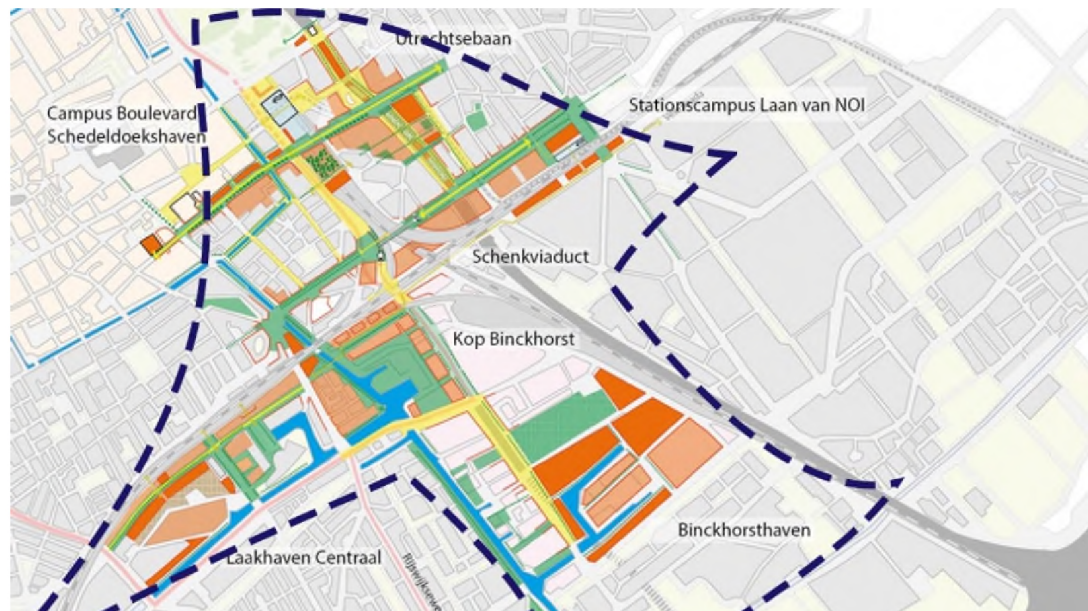 Utrechtsebaan
Campus Boulevard
Schedeldoekshaven
Stationscampus Laan van NOI
Schenkviaduct
Kop Binckhorst
Binckhorsthaven
Laakhaven Centraal